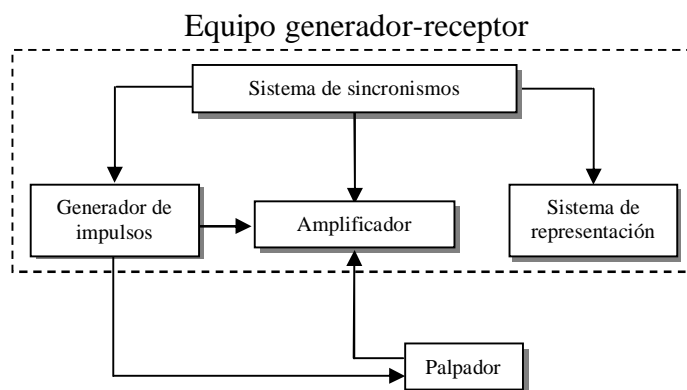 Equipo generador-receptor
Sistema de sincronismos
Generador de
impulsos
Amplificador
Sistema de
representación
Palpador